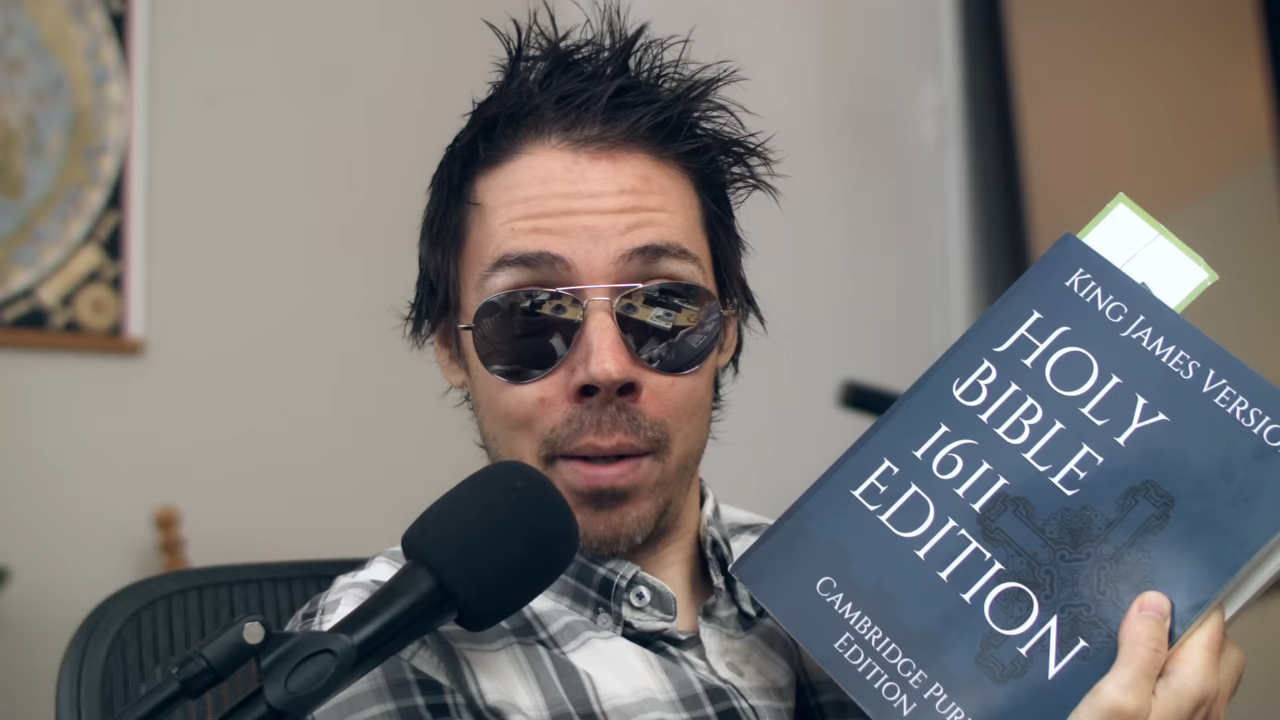 KING JAMES VERSIO
HOLY
BIBLE
1611
EDITION
CAMBRIDGE PUR
EDITION